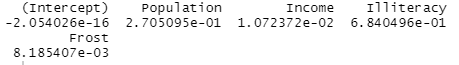 (Intercept) Population Income Illiteracy
-2.054026e-16 2.705095e-01 1.072372e-02 6.840496e-01
Frost
8.185407e-03